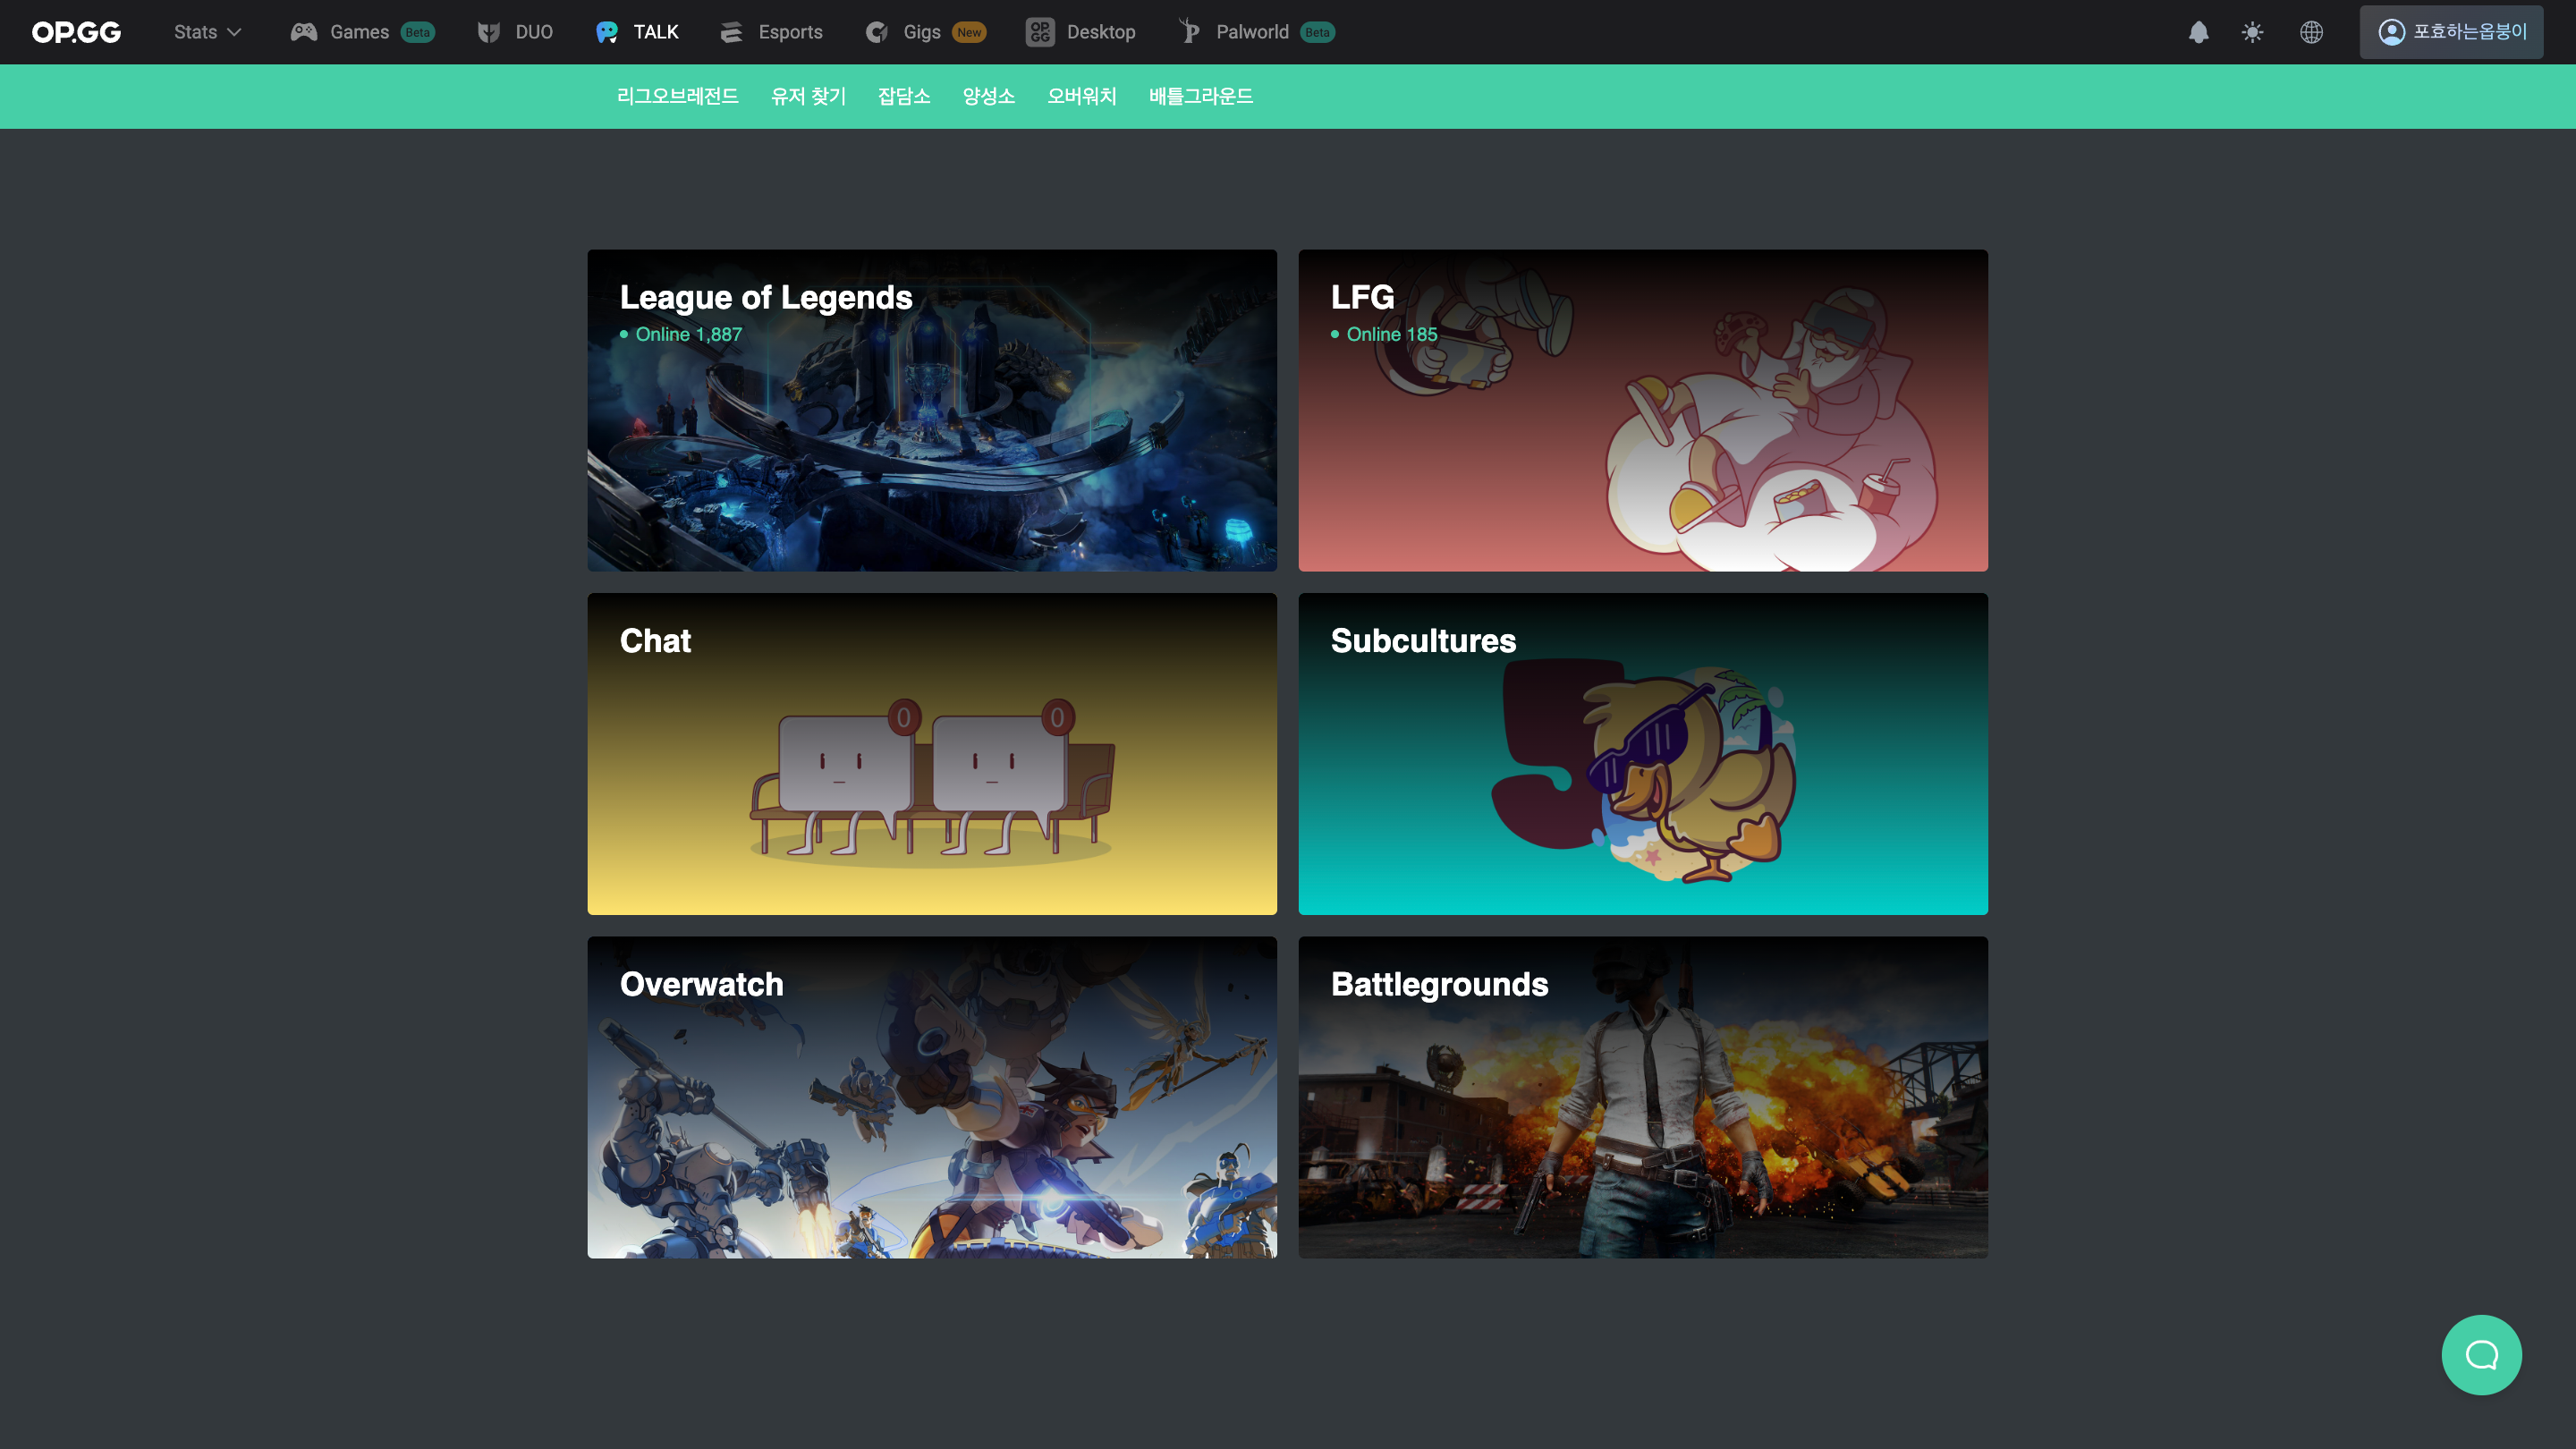 OP.GG Stats Games Beta DUO TALK Esports Gigs New OP GG Desktop Palworld Beta 포효하는옵붕이
리그오브레전드 유저 찾기 잡담소 양성소 오버워치 배틀그라운드
League of Legends
Online 1,887
LFG
Online 185
Chat
0 0
Subcultures
5
Overwatch
Battlegrounds